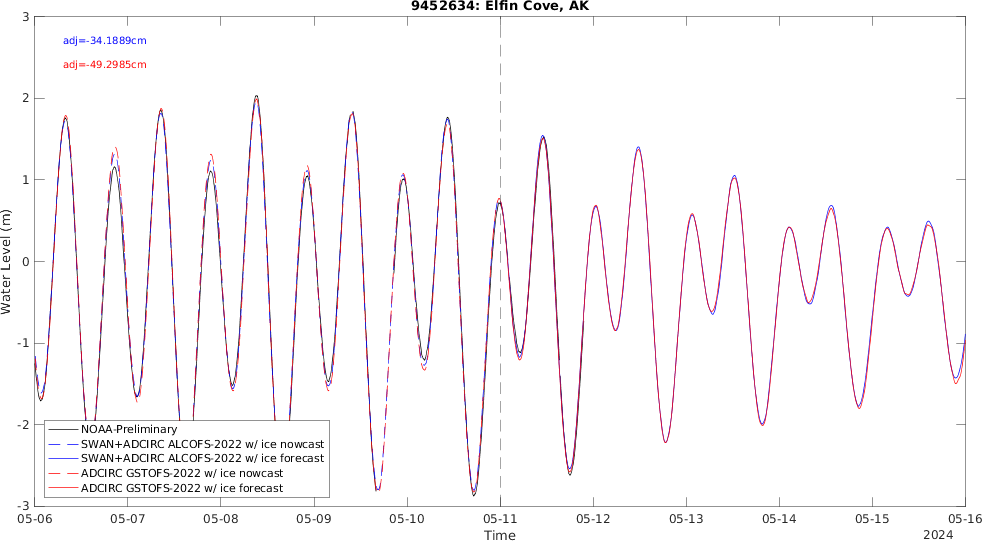 9452634: Elfin Cove, AK
adj=-34.1889cm
adj=-49.2985cm
Water Level (m)
3
2
1
0
-1
-2
-3
NOAA-Preliminary
SWAN+ADCIRC ALCOFS-2022 w/ ice nowcast
SWAN+ADCIRC ALCOFS-2022 w/ ice forecast
ADCIRC GSTOFS-2022 w/ ice nowcast
ADCIRC GSTOFS-2022 w/ ice forecast
05-06 05-07 05-08 05-09 05-10 05-11 05-12 05-13 05-14 05-15 05-16
Time
2024